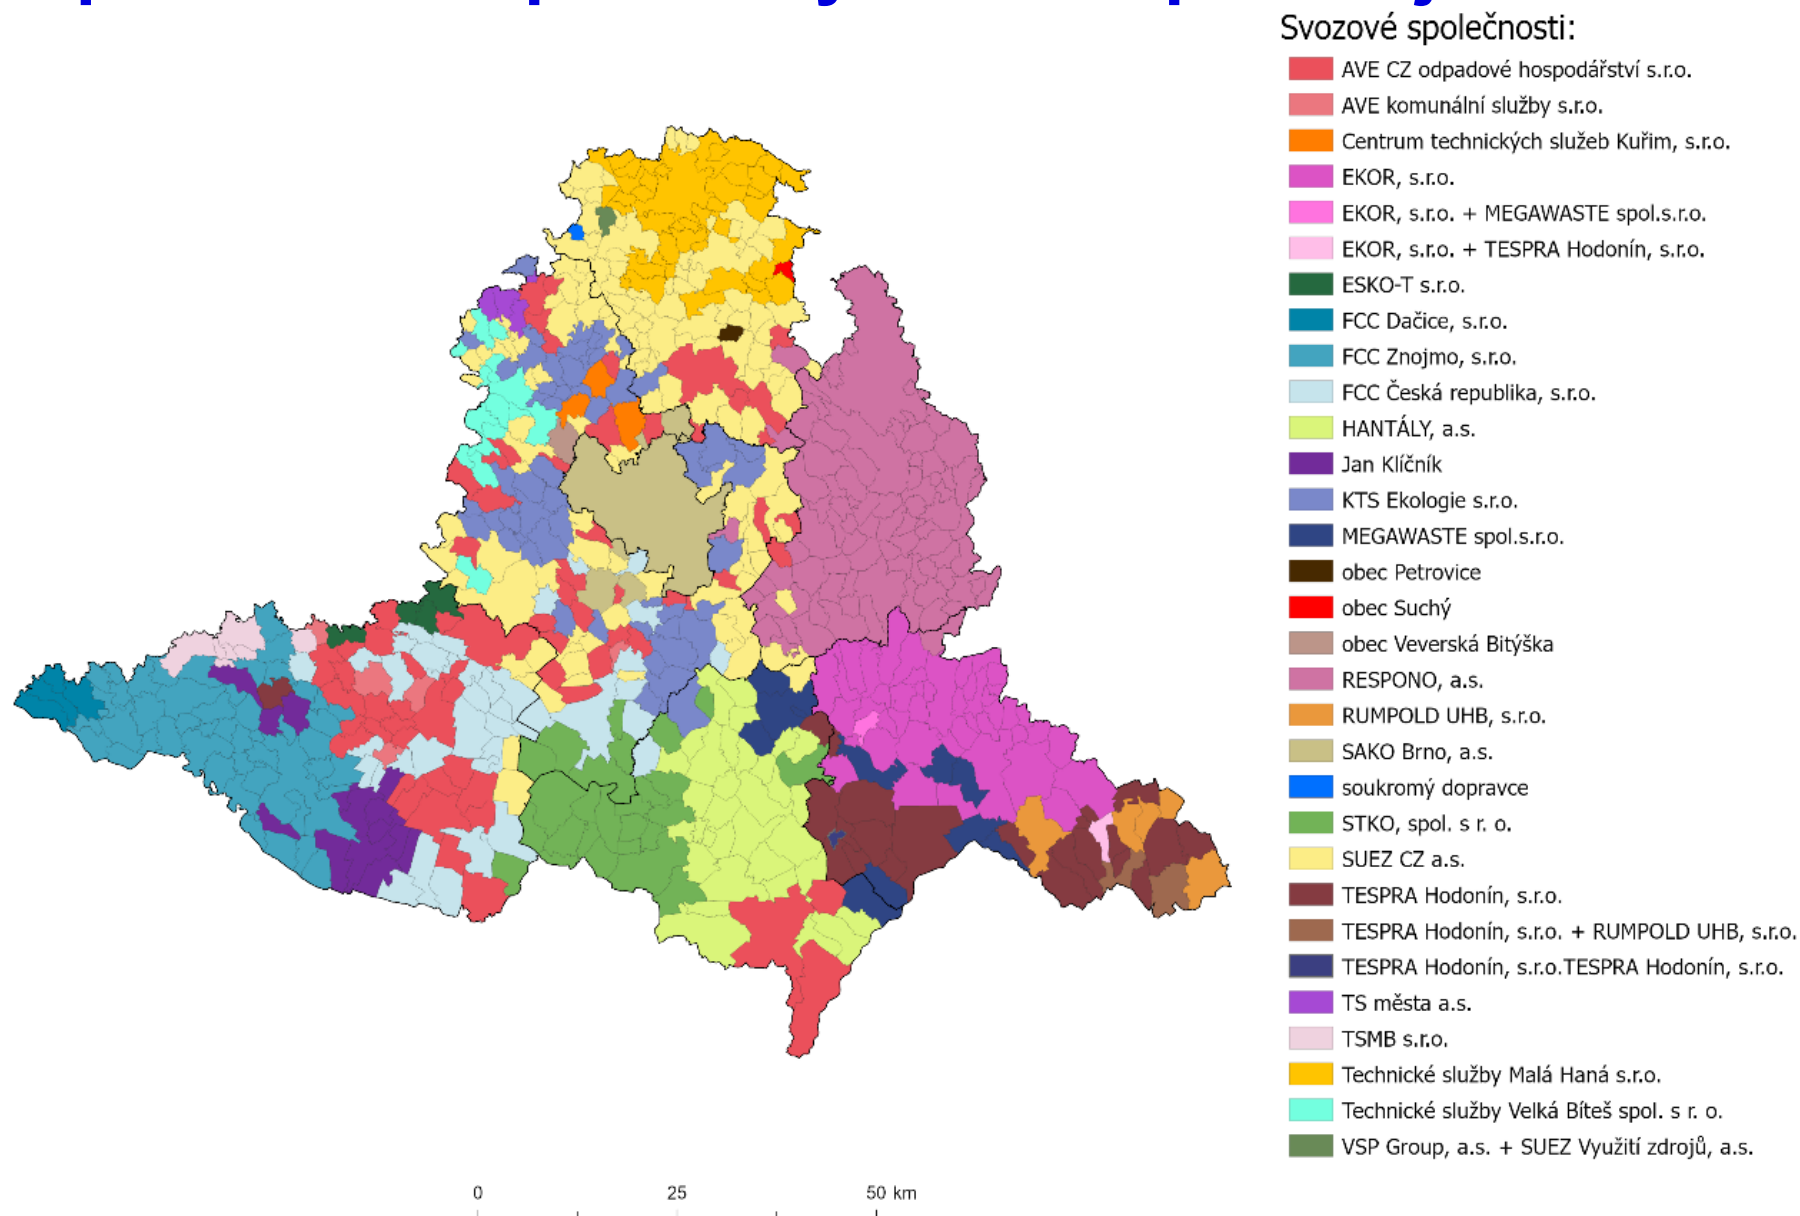 Svozové společnosti:
AVE CZ odpadové hospodářství s.r.o.
AVE komunální služby s.r.o.
Centrum technických služeb Kuřim, s.r.o.
EKOR, s.r.o.
EKOR, s.r.o. + MEGAWASTE spol.s.r.o.
EKOR, s.r.o. + TESPRA Hodonín, s.r.o.
ESKO-T s.r.o.
FCC Dačice, s.r.o.
FCC Znojmo, s.r.o.
FCC Česká republika, s.r.o.
HANTÁLY, a.s.
Jan Klíčník
KTS Ekologie s.r.o.
MEGAWASTE spol.s.r.o.
obec Petrovice
obec Suchý
obec Veverská Bitýška
RESPONO, a.s.
RUMPOLD UHB, s.r.o.
SAKO Brno, a.s.
soukromý dopravce
STKO, spol. s r. o.
SUEZ CZ a.s.
TESPRA Hodonín, s.r.o.
TESPRA Hodonín, s.r.o. + RUMPOLD UHB, s.r.o.
TESPRA Hodonín, s.r.o.TESPRA Hodonín, s.r.o.
TS města a.s.
TSMB s.r.o.
Technické služby Malá Haná s.r.o.
Technické služby Velká Bíteš spol. s r. o.
VSP Group, a.s. + SUEZ Využití zdrojů, a.s.
0 25 50 km